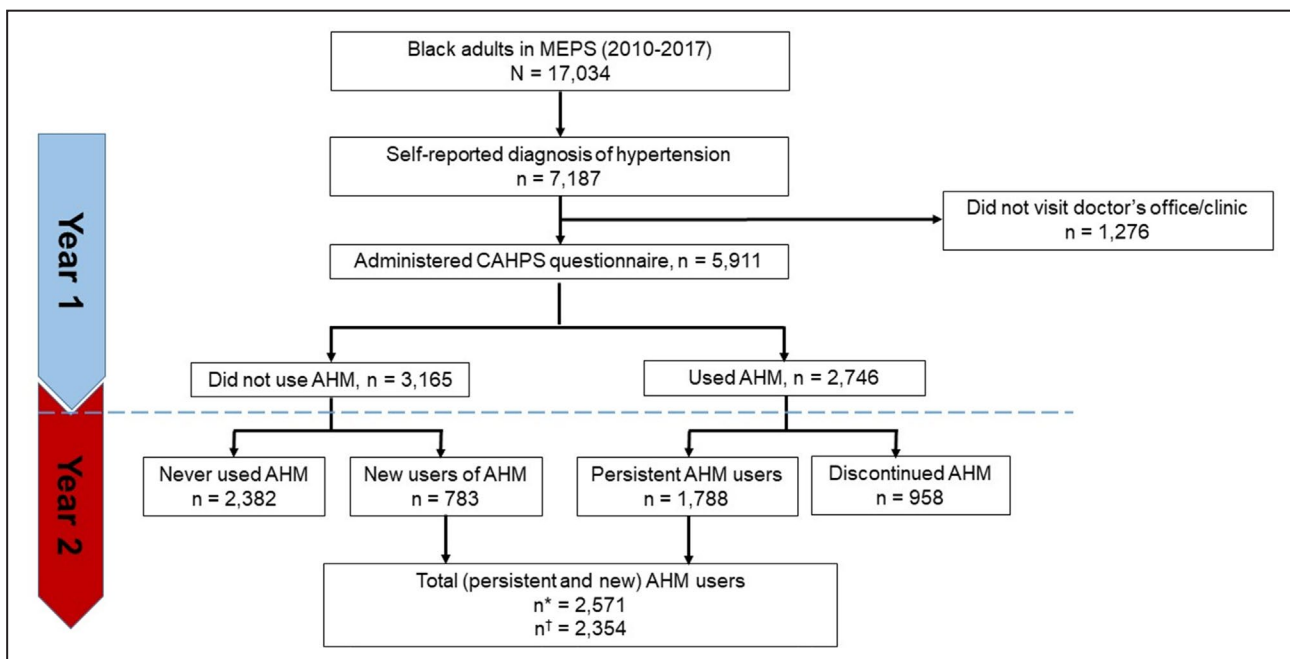 Black adults in MEPS (2010-2017)
N = 17,034
Self-reported diagnosis of hypertension
n = 7,187
Did not visit doctor's office/clinic
n = 1,276
Administered CAHPS questionnaire, n = 5,911
Year 1
Did not use AHM, n = 3,165
Used AHM, n = 2,746
Year 2
Never used AHM
n = 2,382
New users of AHM
n = 783
Persistent AHM users
n = 1,788
Discontinued AHM
n = 958
Total (persistent and new) AHM users
n* = 2,571
n† = 2,354